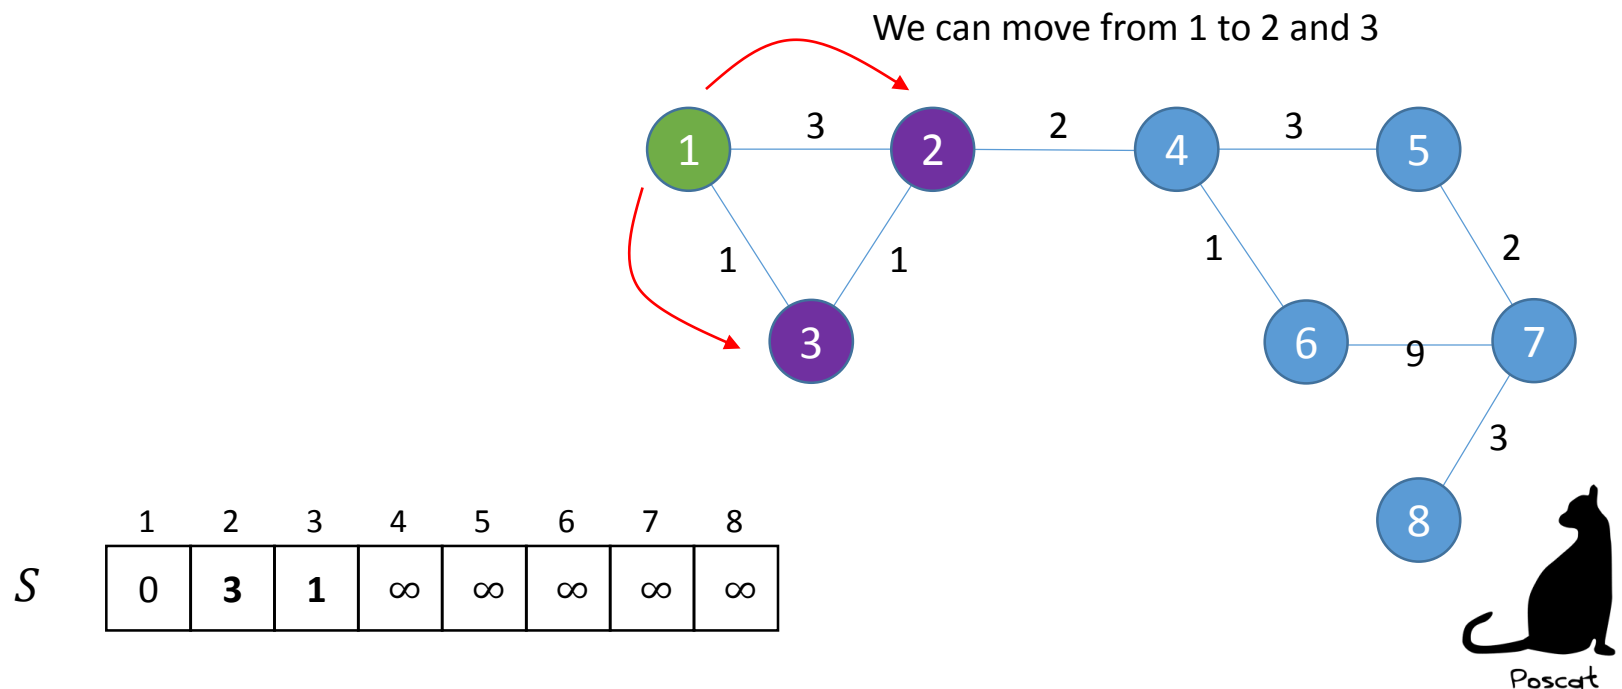 We can move from 1 to 2 and 3
3 2 3
1 2 4 5
1 1 1 2
3 6 9 7
3
8
1 2 3 4 5 6 7 8
S 0 3 1 ∞ ∞ ∞ ∞ ∞
Poscat